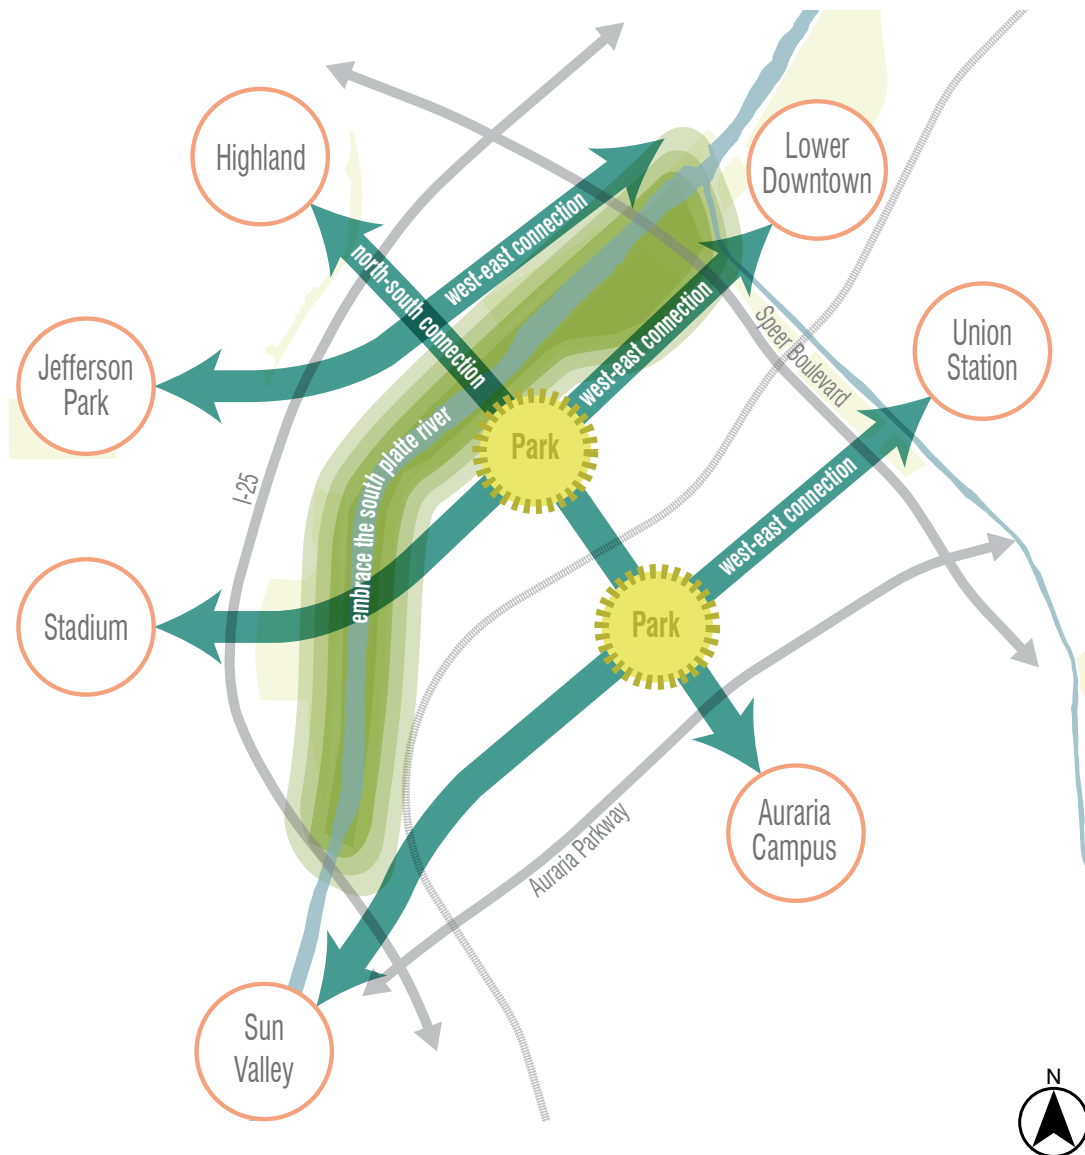 Highland
Lower
Downtown
north-south connection
west-east connection
west-east connection
Speer Boulevard
Union
Station
Jefferson
Park
I-25
embrace the south platte river
Park
west-east connection
Stadium
Park
Auraria Parkway
Auraria
Campus
Sun
Valley
N